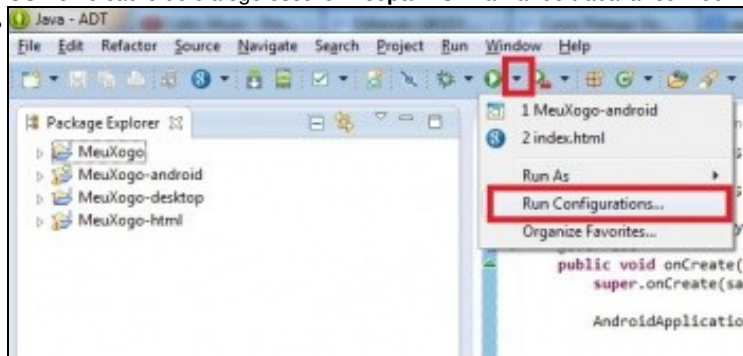 Java - ADT
File Edit Refactor Source Navigate Search Project Run Window Help
Package Explorer
MeuXogo
MeuXogo-android
MeuXogo-desktop
MeuXogo-html
1 MeuXogo-android
2 index.html
Run As
Run Configurations...
Organize Favorites...
public void onCreate(
super.onCreate(sa
AndroidApplicatio